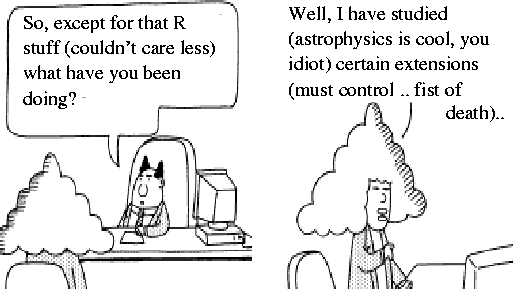 So, except for that R
stuff (couldn't care less)
what have you been
doing?
Well, I have studied
(astrophysics is cool, you
idiot) certain extensions
(must control .. fist of
death)..